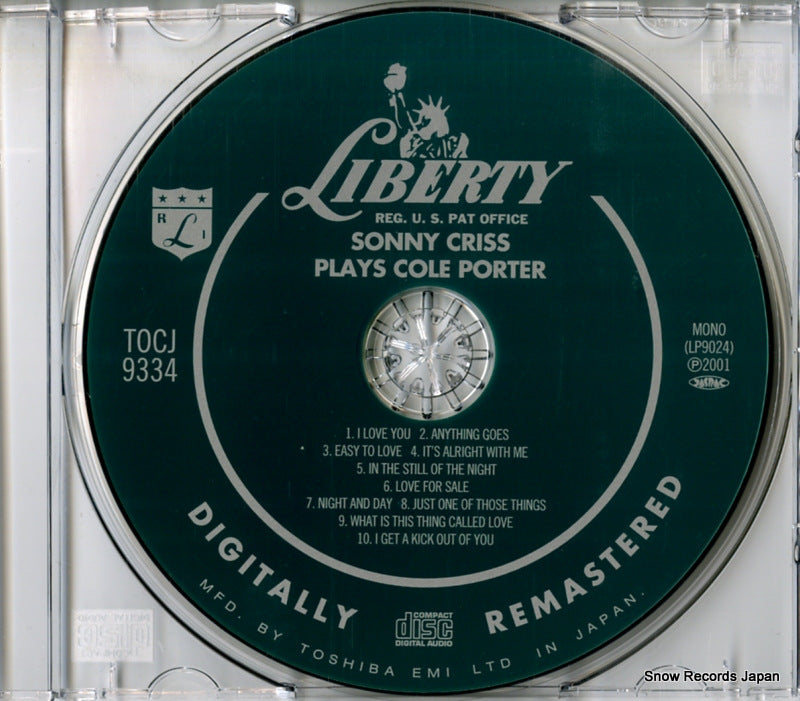 LIBERTY
REG. U. S. PAT OFFICE
SONNY CRISS
PLAYS COLE PORTER
R L I
TOCJ
9334
MONO
(LP9024)
Ⓟ2001
JASRAC
1. I LOVE YOU 2. ANYTHING GOES
3. EASY TO LOVE 4. IT'S ALRIGHT WITH ME
5. IN THE STILL OF THE NIGHT
6. LOVE FOR SALE
7. NIGHT AND DAY 8. JUST ONE OF THOSE THINGS
9. WHAT IS THIS THING CALLED LOVE
10. I GET A KICK OUT OF YOU
DIGITALLY REMASTERED
COMPACT
disc
DIGITAL AUDIO
MFD. BY TOSHIBA EMI LTD IN JAPAN.
Snow Records Japan